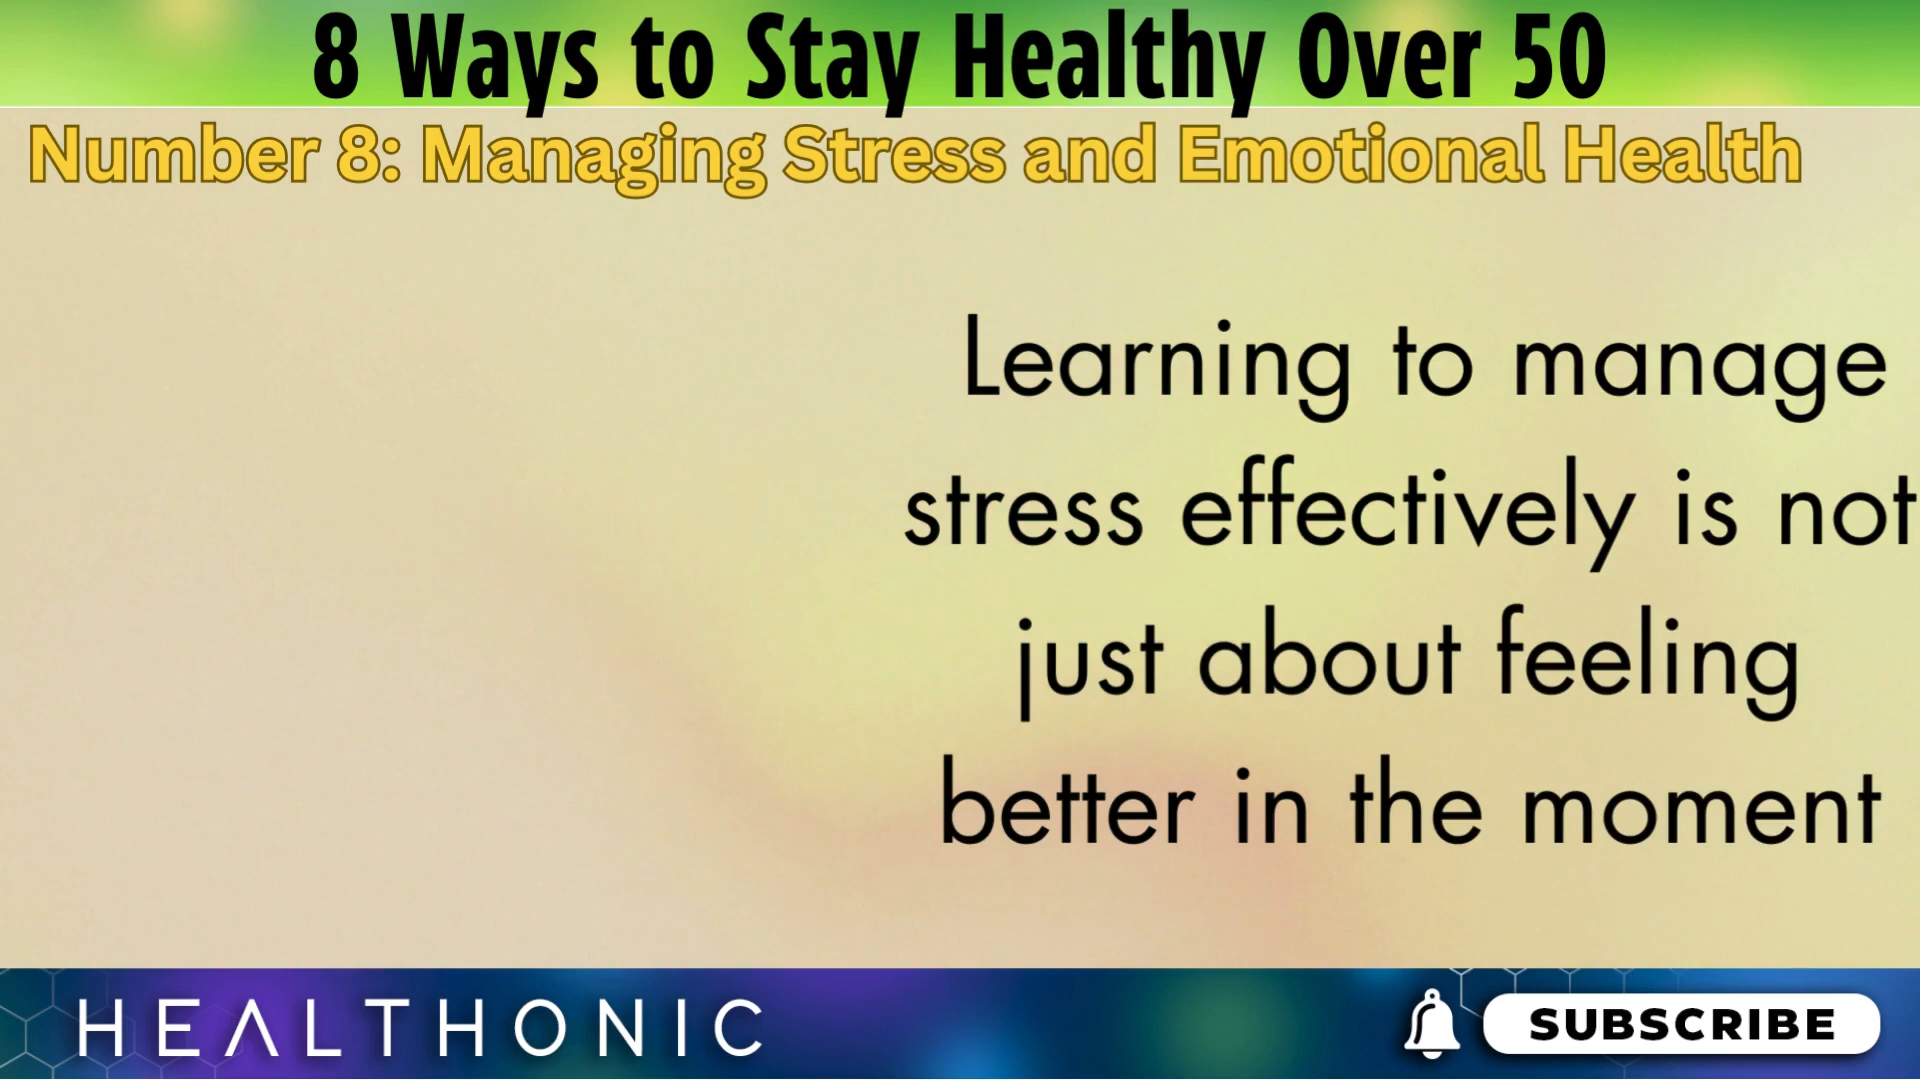 8 Ways to Stay Healthy Over 50
Number 8: Managing Stress and Emotional Health
Learning to manage
stress effectively is not
just about feeling
better in the moment
HEALTHONIC
SUBSCRIBE